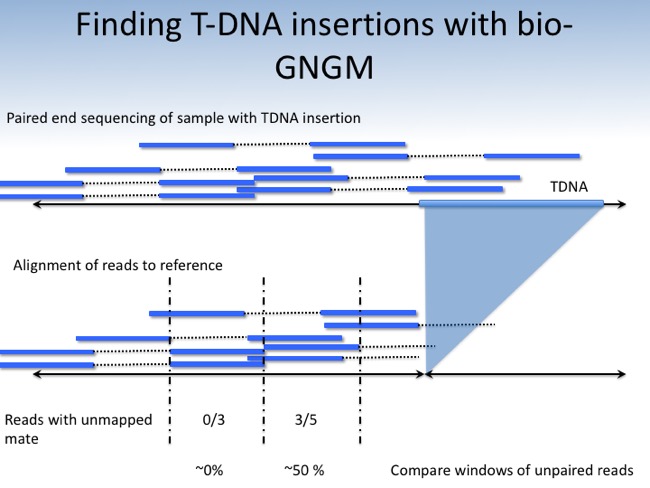 Finding T-DNA insertions with bio-
GNGM
Paired end sequencing of sample with TDNA insertion
TDNA
Alignment of reads to reference
Reads with unmapped
mate
0/3
3/5
~0%
~50 %
Compare windows of unpaired reads